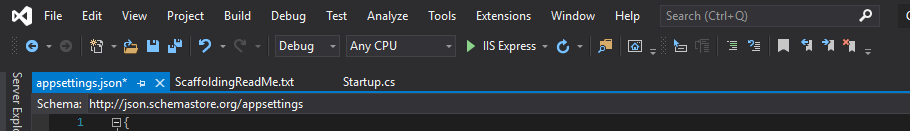 File Edit View Project Build Debug Test Analyze Tools Extensions Window Help Search (Ctrl+Q)
Debug Any CPU IIS Express
appsettings.json* ScaffoldingReadMe.txt Startup.cs
Schema: http://json.schemastore.org/appsettings
1 {
Server Explo